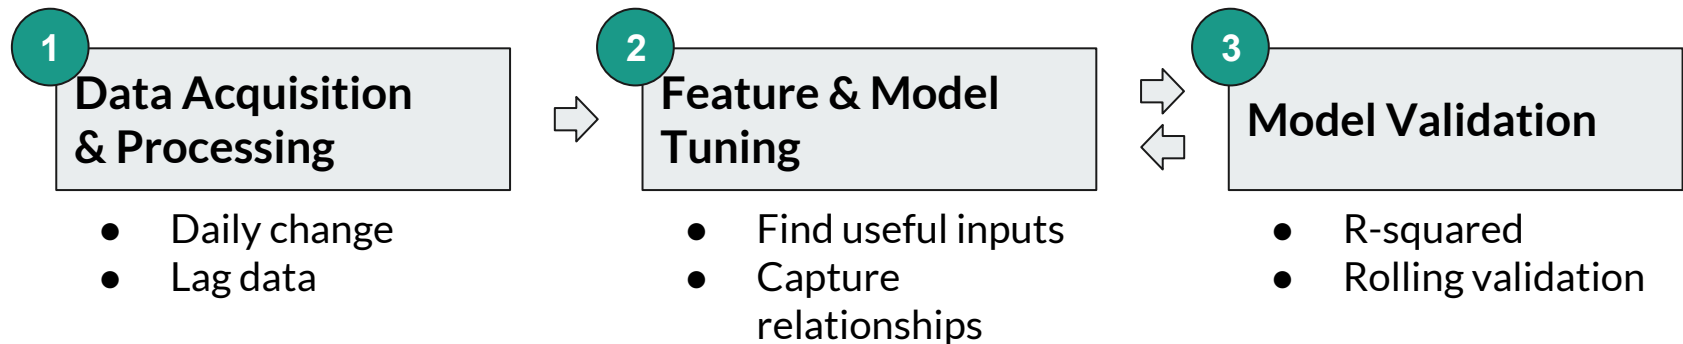 1
Data Acquisition
& Processing
● Daily change
● Lag data
2
Feature & Model
Tuning
● Find useful inputs
● Capture
relationships
3
Model Validation
● R-squared
● Rolling validation